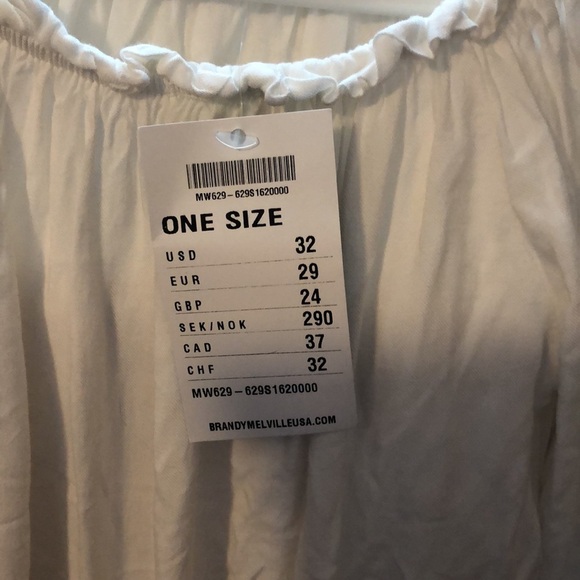 MW629-629S1620000
ONE SIZE
USD 32
EUR 29
GBP 24
SEK/NOK 290
CAD 37
CHF 32
MW629-629S1620000
BRANDYMELVILLEUSA.COM